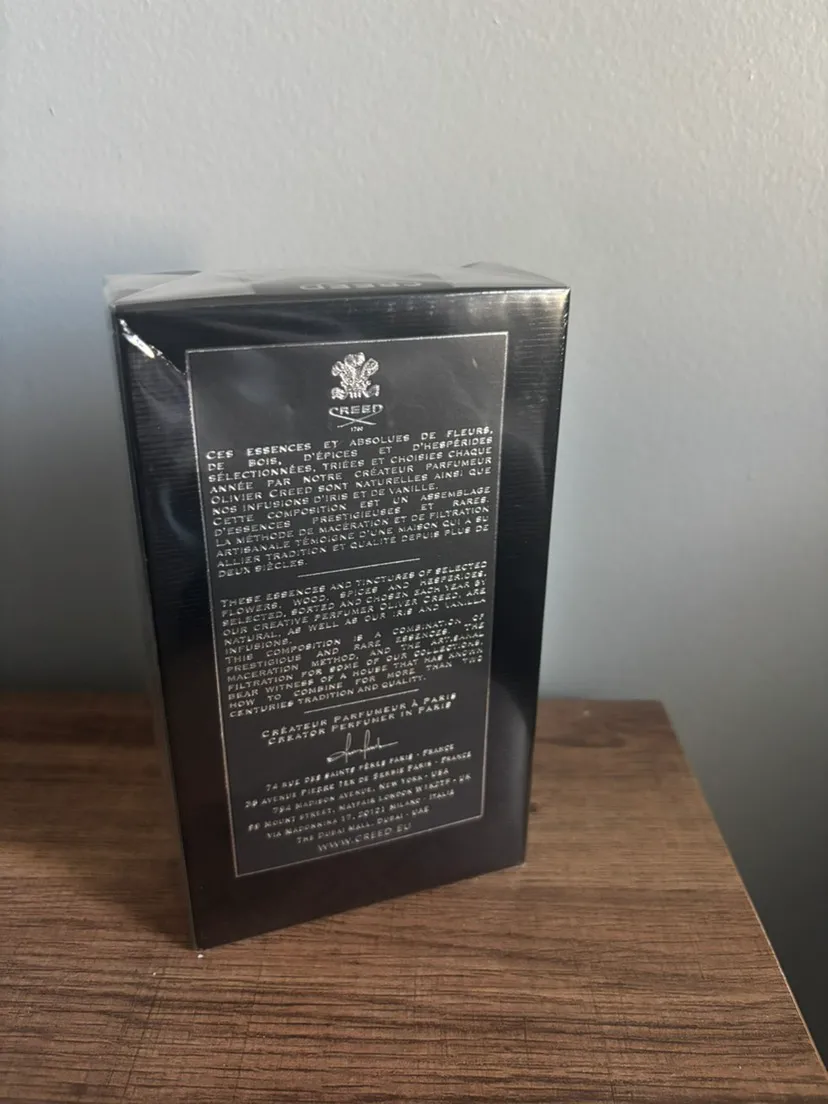 CREED
CREED
1760
CES ESSENCES ET ABSOLUES DE FLEURS,
DE BOIS, D'ÉPICES ET D'HESPÉRIDES
SÉLECTIONNÉES, TRIÉES ET CHOISIES CHAQUE
ANNÉE PAR NOTRE CRÉATEUR PARFUMEUR
OLIVIER CREED SONT NATURELLES AINSI QUE
NOS INFUSIONS D'IRIS ET DE VANILLE.
CETTE COMPOSITION EST UN ASSEMBLAGE
D'ESSENCES PRESTIGIEUSES ET RARES.
LA MÉTHODE DE MACÉRATION ET DE FILTRATION
ARTISANALE TÉMOIGNE D'UNE MAISON QUI A SU
ALLIER TRADITION ET QUALITÉ DEPUIS PLUS DE
DEUX SIÈCLES.
THESE ESSENCES AND TINCTURES OF SELECTED
FLOWERS, WOOD, SPICES AND HESPERIDES,
SELECTED, SORTED AND CHOSEN EACH YEAR BY
OUR CREATIVE PERFUMER OLIVER CREED, ARE
NATURAL, AS WELL AS OUR IRIS AND VANILLA
INFUSIONS.
THIS COMPOSITION IS A COMBINATION OF
PRESTIGIOUS AND RARE ESSENCES. THE
MACERATION METHOD, AND THE ARTISANAL
FILTRATION FOR SOME OF OUR COLLECTIONS,
BEAR WITNESS OF A HOUSE THAT HAS KNOWN
HOW TO COMBINE FOR MORE THAN TWO
CENTURIES TRADITION AND QUALITY.
CRÉATEUR PARFUMEUR À PARIS
CREATOR PERFUMER IN PARIS
74 RUE DES SAINTS PÈRES PARIS - FRANCE
39 AVENUE PIERRE 1ER DE SERBIE PARIS - FRANCE
794 MADISON AVENUE, NEW YORK - USA
99 MOUNT STREET, MAYFAIR LONDON W1K2TF - UK
VIA MADONNINA 17, 20121 MILANO - ITALIA
THE DUBAI MALL, DUBAI - UAE
WWW.CREED.EU